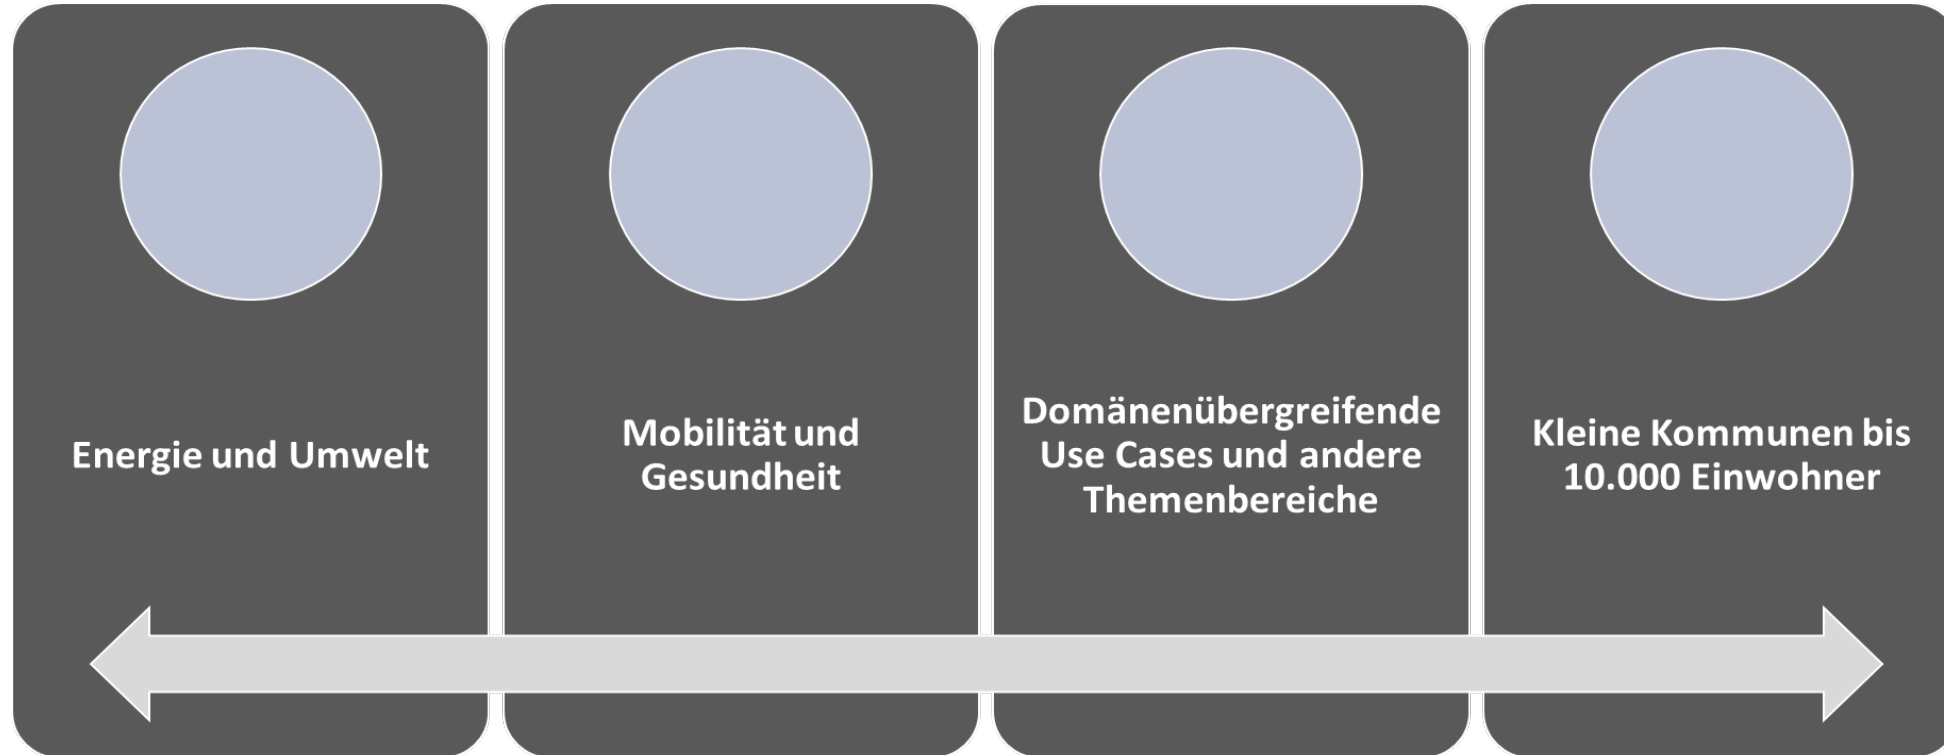 Energie und Umwelt
Mobilität und
Gesundheit
Domänenübergreifende
Use Cases und andere
Themenbereiche
Kleine Kommunen bis
10.000 Einwohner